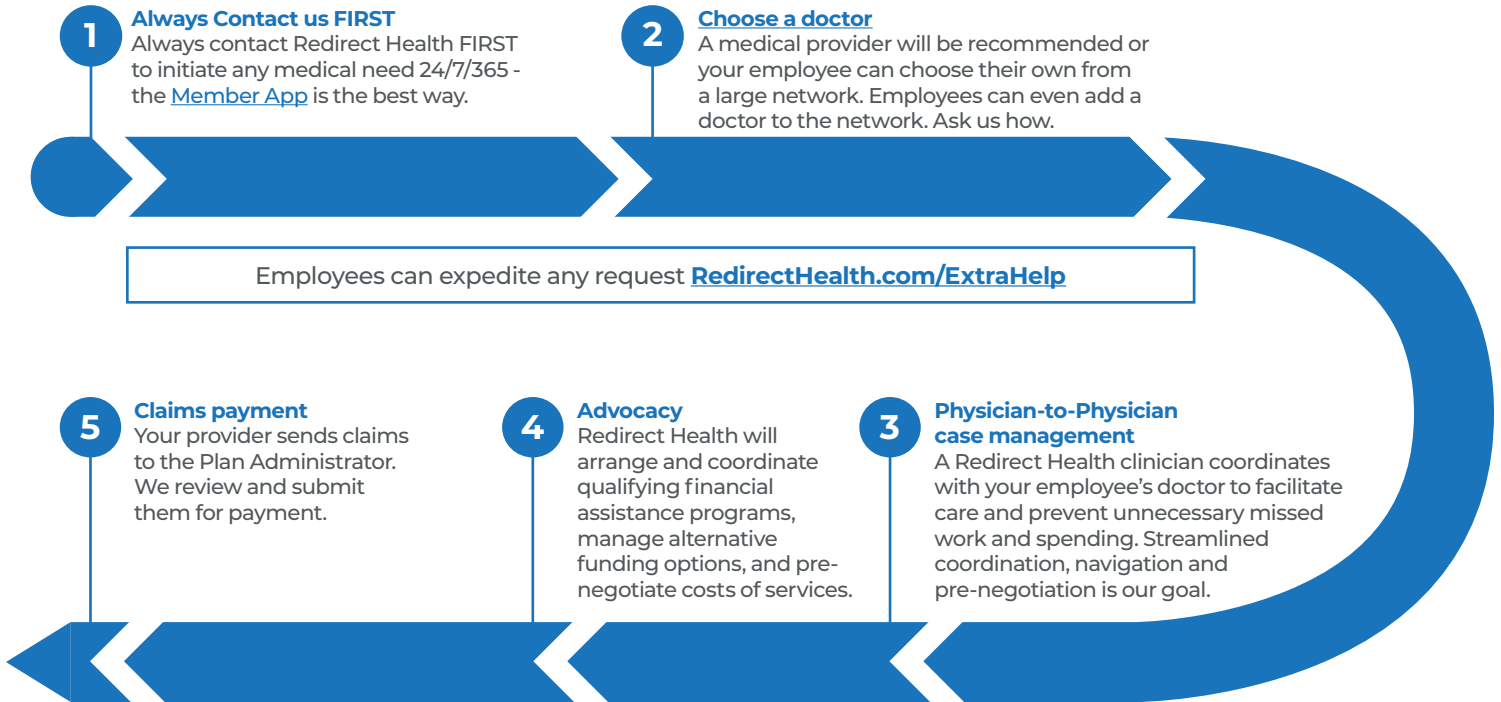 1
Always Contact us FIRST
Always contact Redirect Health FIRST
to initiate any medical need 24/7/365 -
the Member App is the best way.
2
Choose a doctor
A medical provider will be recommended or
your employee can choose their own from
a large network. Employees can even add a
doctor to the network. Ask us how.
Employees can expedite any request RedirectHealth.com/ExtraHelp
3
Physician-to-Physician
case management
A Redirect Health clinician coordinates
with your employee's doctor to facilitate
care and prevent unnecessary missed
work and spending. Streamlined
coordination, navigation and
pre-negotiation is our goal.
4
Advocacy
Redirect Health will
arrange and coordinate
qualifying financial
assistance programs,
manage alternative
funding options, and pre-
negotiate costs of services.
5
Claims payment
Your provider sends claims
to the Plan Administrator.
We review and submit
them for payment.